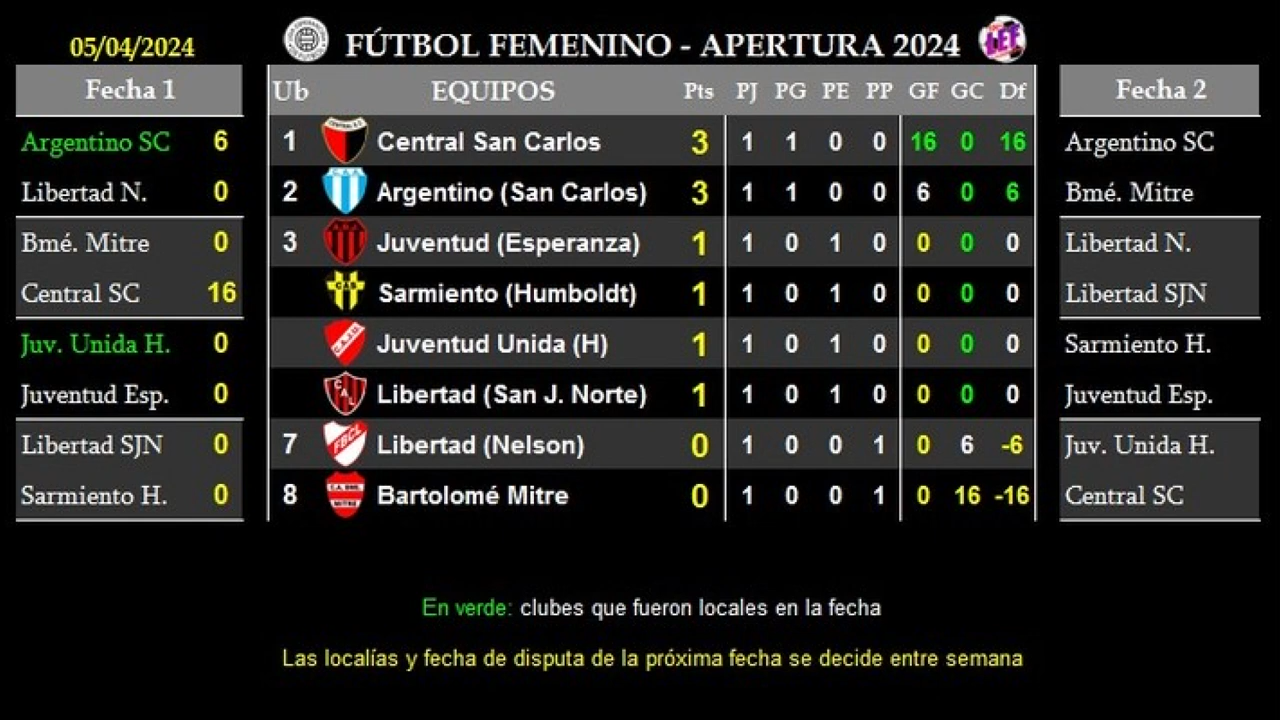 05/04/2024
FÚTBOL FEMENINO - APERTURA 2024
LEF
Fecha 1
Argentino SC 6
Libertad N. 0
Bmé. Mitre 0
Central SC 16
Juv. Unida H. 0
Juventud Esp. 0
Libertad SJN 0
Sarmiento H. 0
Ub EQUIPOS Pts PJ PG PE PP GF GC Df
1 Central San Carlos 3 1 1 0 0 16 0 16
2 Argentino (San Carlos) 3 1 1 0 0 6 0 6
3 Juventud (Esperanza) 1 1 0 1 0 0 0 0
Sarmiento (Humboldt) 1 1 0 1 0 0 0 0
Juventud Unida (H) 1 1 0 1 0 0 0 0
Libertad (San J. Norte) 1 1 0 1 0 0 0 0
7 Libertad (Nelson) 0 1 0 0 1 0 6 -6
8 Bartolomé Mitre 0 1 0 0 1 0 16 -16
Fecha 2
Argentino SC
Bmé. Mitre
Libertad N.
Libertad SJN
Sarmiento H.
Juventud Esp.
Juv. Unida H.
Central SC
En verde: clubes que fueron locales en la fecha
Las localías y fecha de disputa de la próxima fecha se decide entre semana